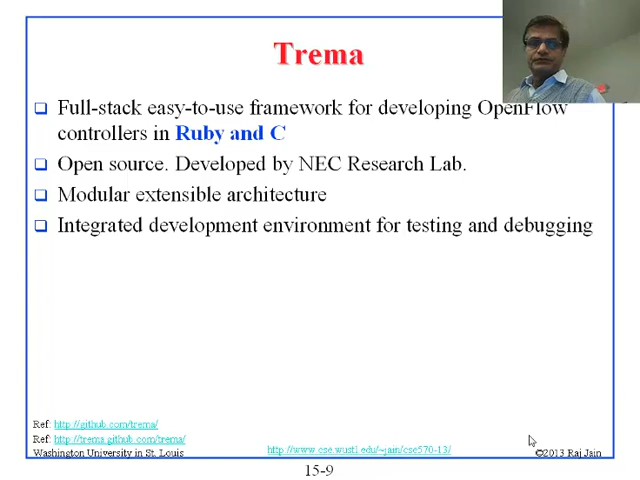 Trema
Full-stack easy-to-use framework for developing OpenFlow
controllers in Ruby and C
Open source. Developed by NEC Research Lab.
Modular extensible architecture
Integrated development environment for testing and debugging
Ref: http://github.com/trema/
Ref: http://trema.github.com/trema/
Washington University in St. Louis
http://www.cse.wustl.edu/~jain/cse570-13/
©2013 Raj Jain
15-9